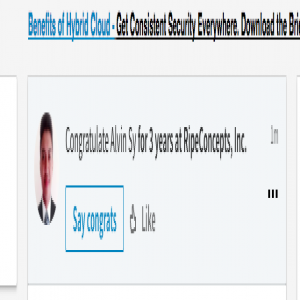 Benefits of Hybrid Cloud - Get Consistent Security Everywhere. Download the
Congratulate Alvin Sy for 3 years at RipeConcepts, Inc. 1m
Say congrats Like